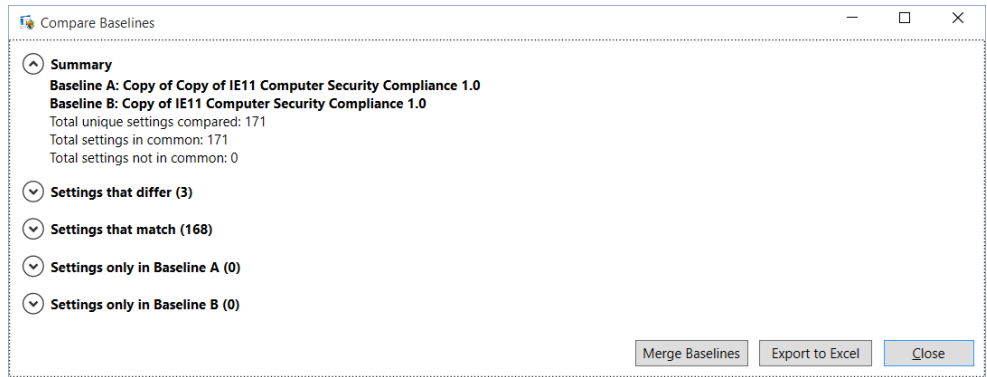 Compare Baselines
Summary
Baseline A: Copy of Copy of IE11 Computer Security Compliance 1.0
Baseline B: Copy of IE11 Computer Security Compliance 1.0
Total unique settings compared: 171
Total settings in common: 171
Total settings not in common: 0
Settings that differ (3)
Settings that match (168)
Settings only in Baseline A (0)
Settings only in Baseline B (0)
Merge Baselines Export to Excel Close